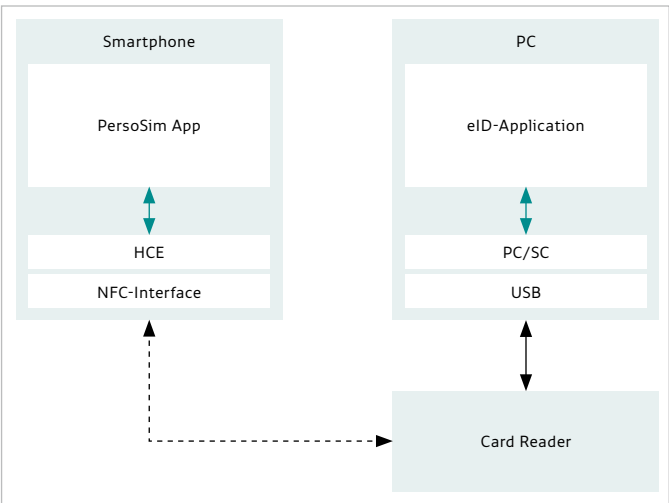 Smartphone
PersoSim App
HCE
NFC-Interface
PC
eID-Application
PC/SC
USB
Card Reader